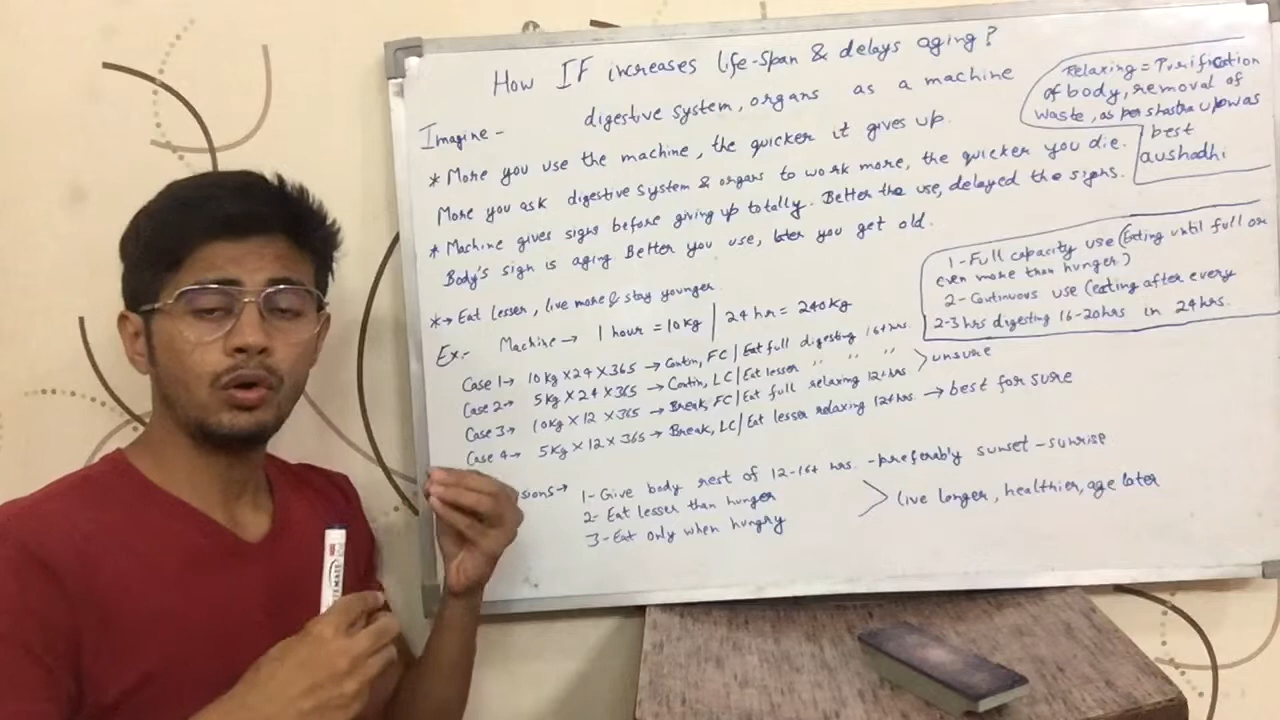 How IF increases life-span & delays aging?
Imagine - digestive system, organs as a machine
* More you use the machine, the quicker it gives up.
More you ask digestive system & organs to work more, the quicker you die.
* Machine gives signs before giving up totally. Better the use, delayed the signs.
Body's sign is aging Better you use, later you get old.
*→ Eat lesser, live more & stay younger
Ex:- Machine → 1 hour = 10kg | 24 hr = 240kg
Case 1→ 10kg×24×365 → Contin, FC | Eat full digesting 16+hrs.
Case 2→ 5kg×24×365 → Contin, LC | Eat lesser " " "
Case 3→ 10kg×12×365 → Break, FC | Eat full relaxing 12+hrs
> unsure
Case 4→ 5kg×12×365 → Break, LC | Eat lesser relaxing 12+hrs. → best for sure
sions → 1- Give body rest of 12-16+ hrs. - preferably sunset - sunrise
2- Eat lesser than hunger
3- Eat only when hungry
> Live longer, healthier, age later
Relaxing = Purification
of body, removal of
waste, as per shastra upwas
best
aushadhi
1- Full capacity use (Eating until full or
even more than hunger)
2- Continuous use (eating after every
2-3 hrs digesting 16-20hrs in 24hrs.